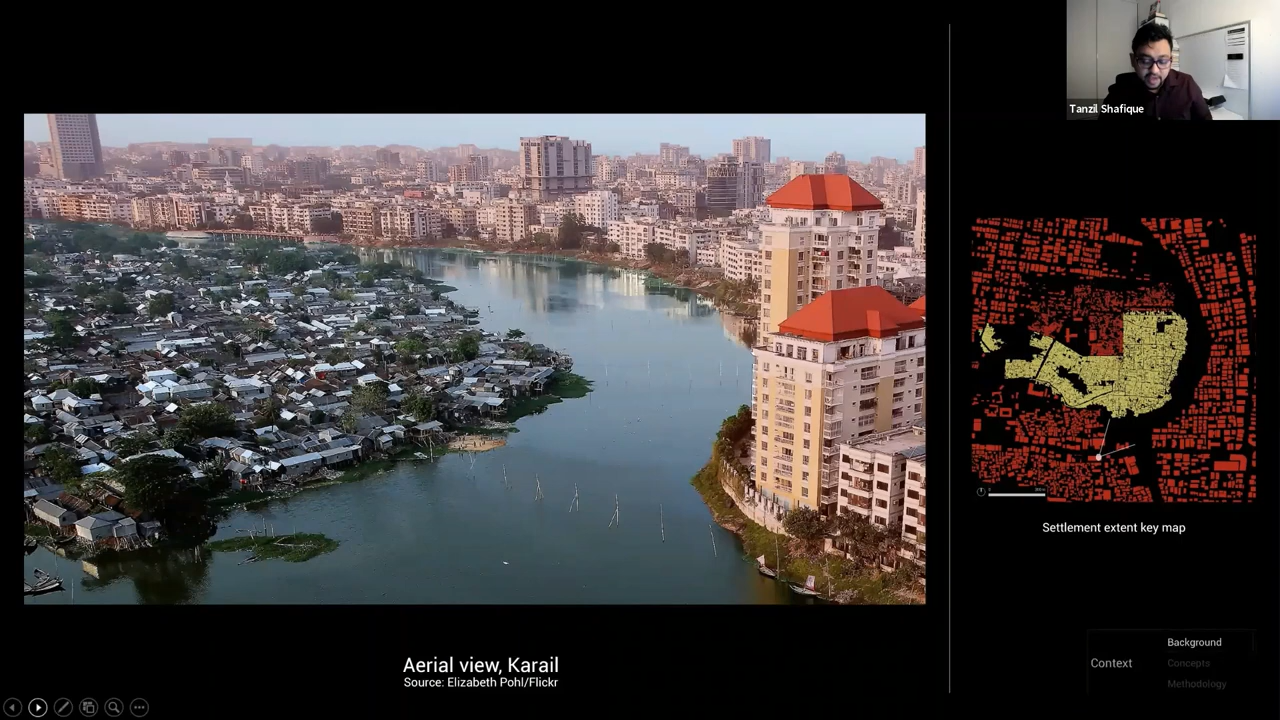 Tanzil Shafique
Settlement extent key map
Aerial view, Karail
Source: Elizabeth Pohl/Flickr
Context
Background
Concepts
Methodology